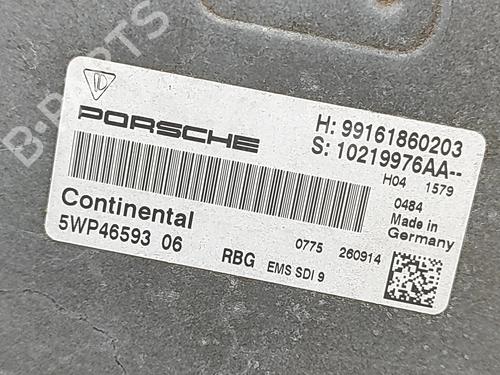 B-PARTS
PORSCHE
H: 99161860203
S: 10219976AA--
H04 1579
0484
Made in
Germany
Continental
5WP46593 06
0775 260914
RBG EMS SDI 9